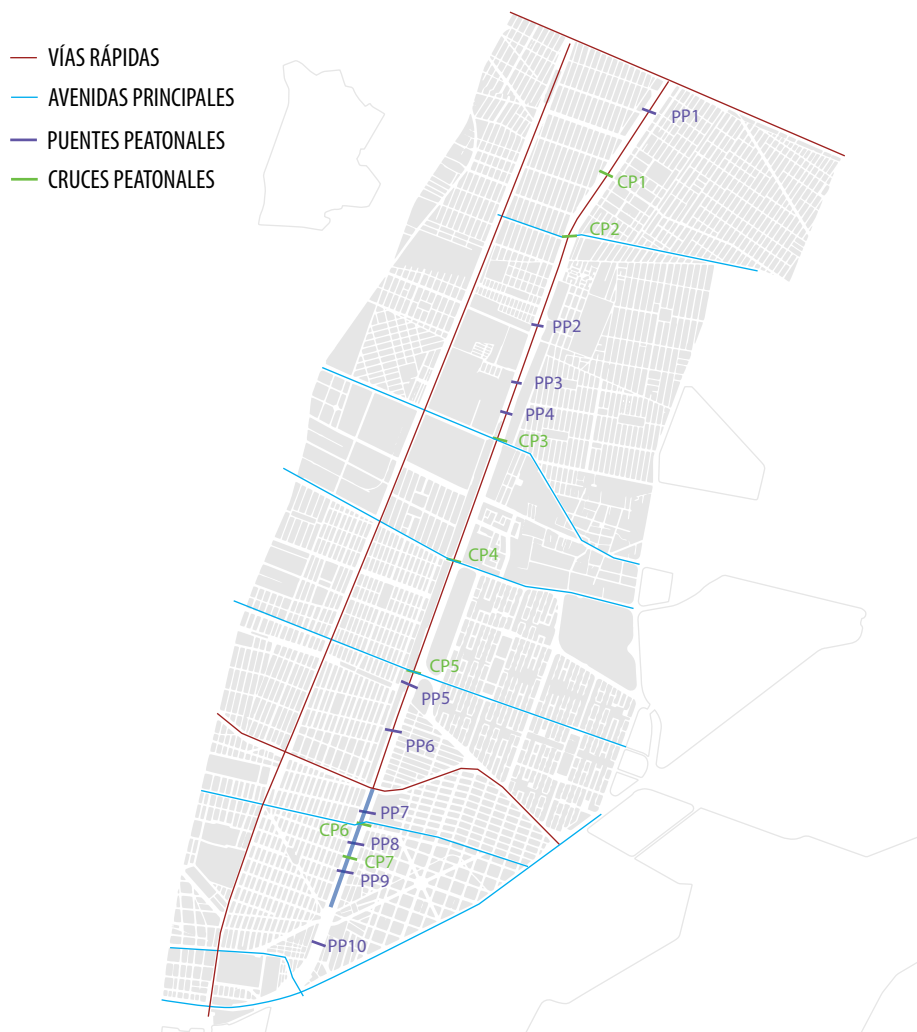 VÍAS RÁPIDAS
AVENIDAS PRINCIPALES
PUENTES PEATONALES
CRUCES PEATONALES
PP1
CP1
CP2
PP2
PP3
PP4
CP3
CP4
CP5
PP5
PP6
PP7
CP6
PP8
CP7
PP9
PP10